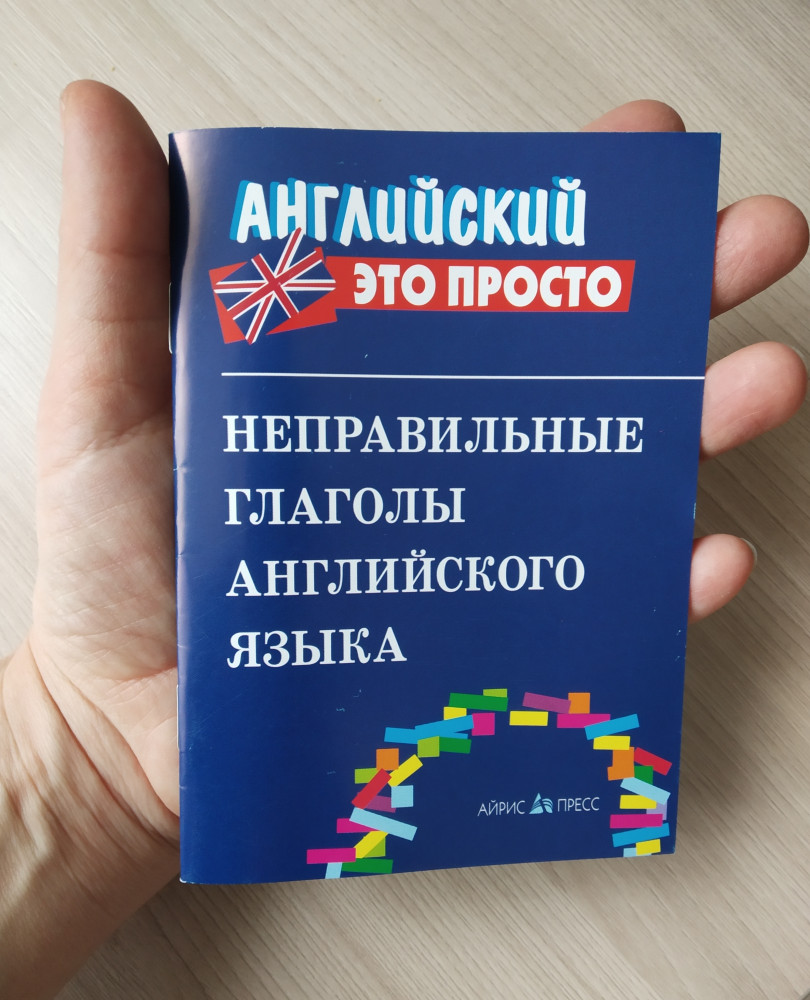 АНГЛИЙСКИЙ
ЭТО ПРОСТО
НЕПРАВИЛЬНЫЕ
ГЛАГОЛЫ
АНГЛИЙСКОГО
ЯЗЫКА
АЙРИС ПРЕСС